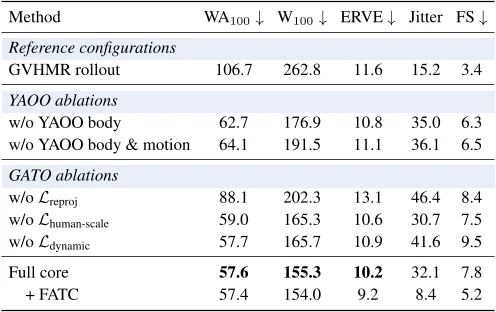 Method WA100 ↓ W100 ↓ ERVE ↓ Jitter FS ↓
Reference configurations
GVHMR rollout 106.7 262.8 11.6 15.2 3.4
YAOO ablations
w/o YAOO body 62.7 176.9 10.8 35.0 6.3
w/o YAOO body & motion 64.1 191.5 11.1 36.1 6.5
GATO ablations
w/o Lreproj 88.1 202.3 13.1 46.4 8.4
w/o Lhuman-scale 59.0 165.3 10.6 30.7 7.5
w/o Ldynamic 57.7 165.7 10.9 41.6 9.5
Full core 57.6 155.3 10.2 32.1 7.8
+ FATC 57.4 154.0 9.2 8.4 5.2